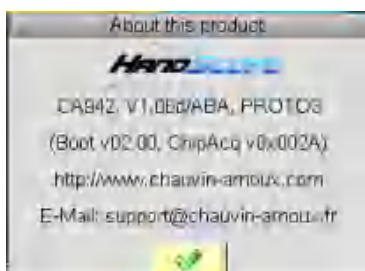 About this product
HANDSCOPE
CA942, V1.08d/ABA, PROTO3
(Boot v02.00, ChipAcq v0x002A)
http://www.chauvin-arnoux.com
E-Mail: support@chauvin-arnoux.fr